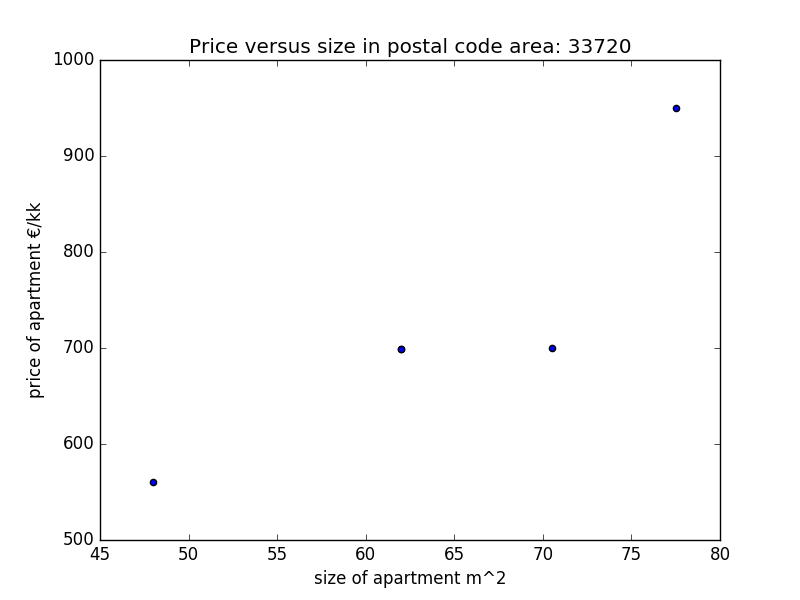 Price versus size in postal code area: 33720
1000
900
800
700
600
500
price of apartment €/kk
45 50 55 60 65 70 75 80
size of apartment m^2